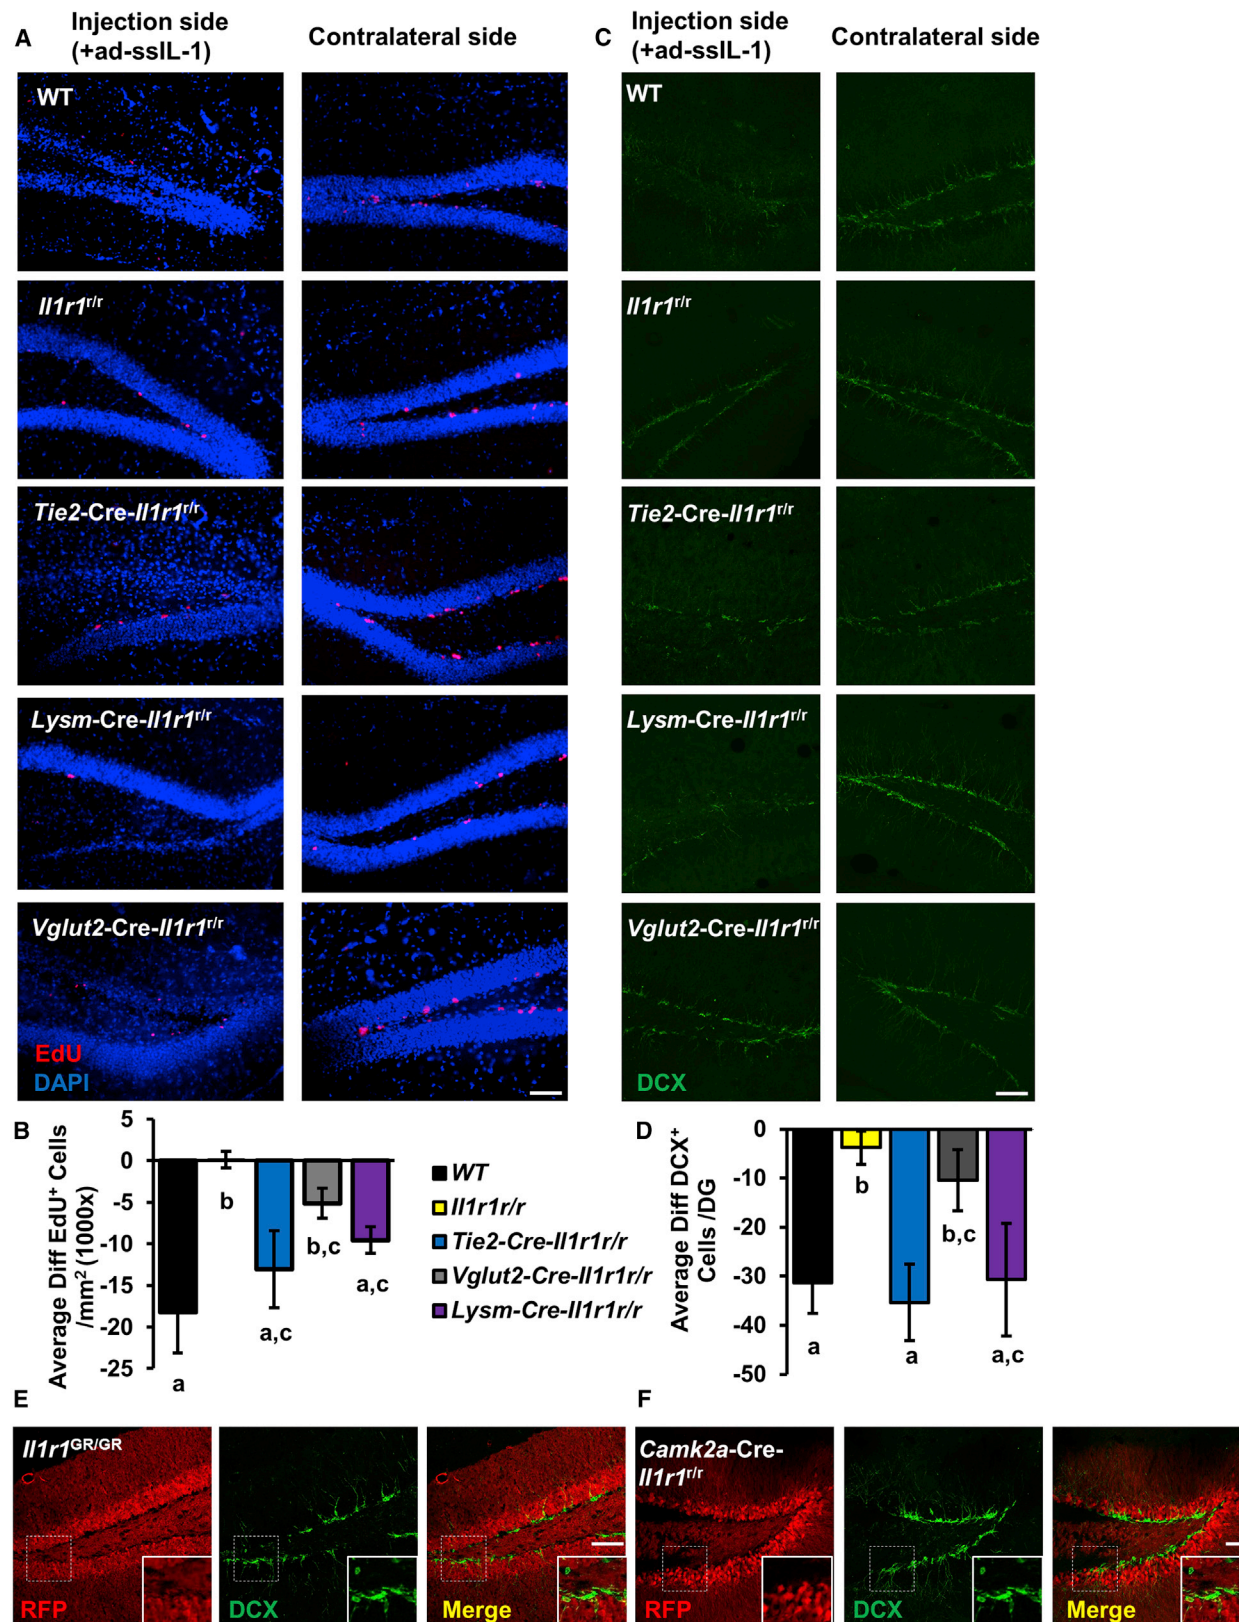 A
Injection side
(+ad-ssIL-1)
Contralateral side
C
Injection side
(+ad-ssIL-1)
Contralateral side
WT
WT
Il1r1r/r
Il1r1r/r
Tie2-Cre-Il1r1r/r
Tie2-Cre-Il1r1r/r
Lysm-Cre-Il1r1r/r
Lysm-Cre-Il1r1r/r
Vglut2-Cre-Il1r1r/r
Vglut2-Cre-Il1r1r/r
EdU
DAPI
DCX
B
Average Diff EdU+ Cells
/mm2 (1000x)
5
0
-5
-10
-15
-20
-25
a
b
a,c
b,c
a,c
WT
Il1r1r/r
Tie2-Cre-Il1r1r/r
Vglut2-Cre-Il1r1r/r
Lysm-Cre-Il1r1r/r
D
Average Diff DCX+
Cells /DG
0
-10
-20
-30
-40
-50
a
b
a
b,c
a,c
E
Il1r1GR/GR
RFP
DCX
Merge
F
Camk2a-Cre-
Il1r1r/r
RFP
DCX
Merge